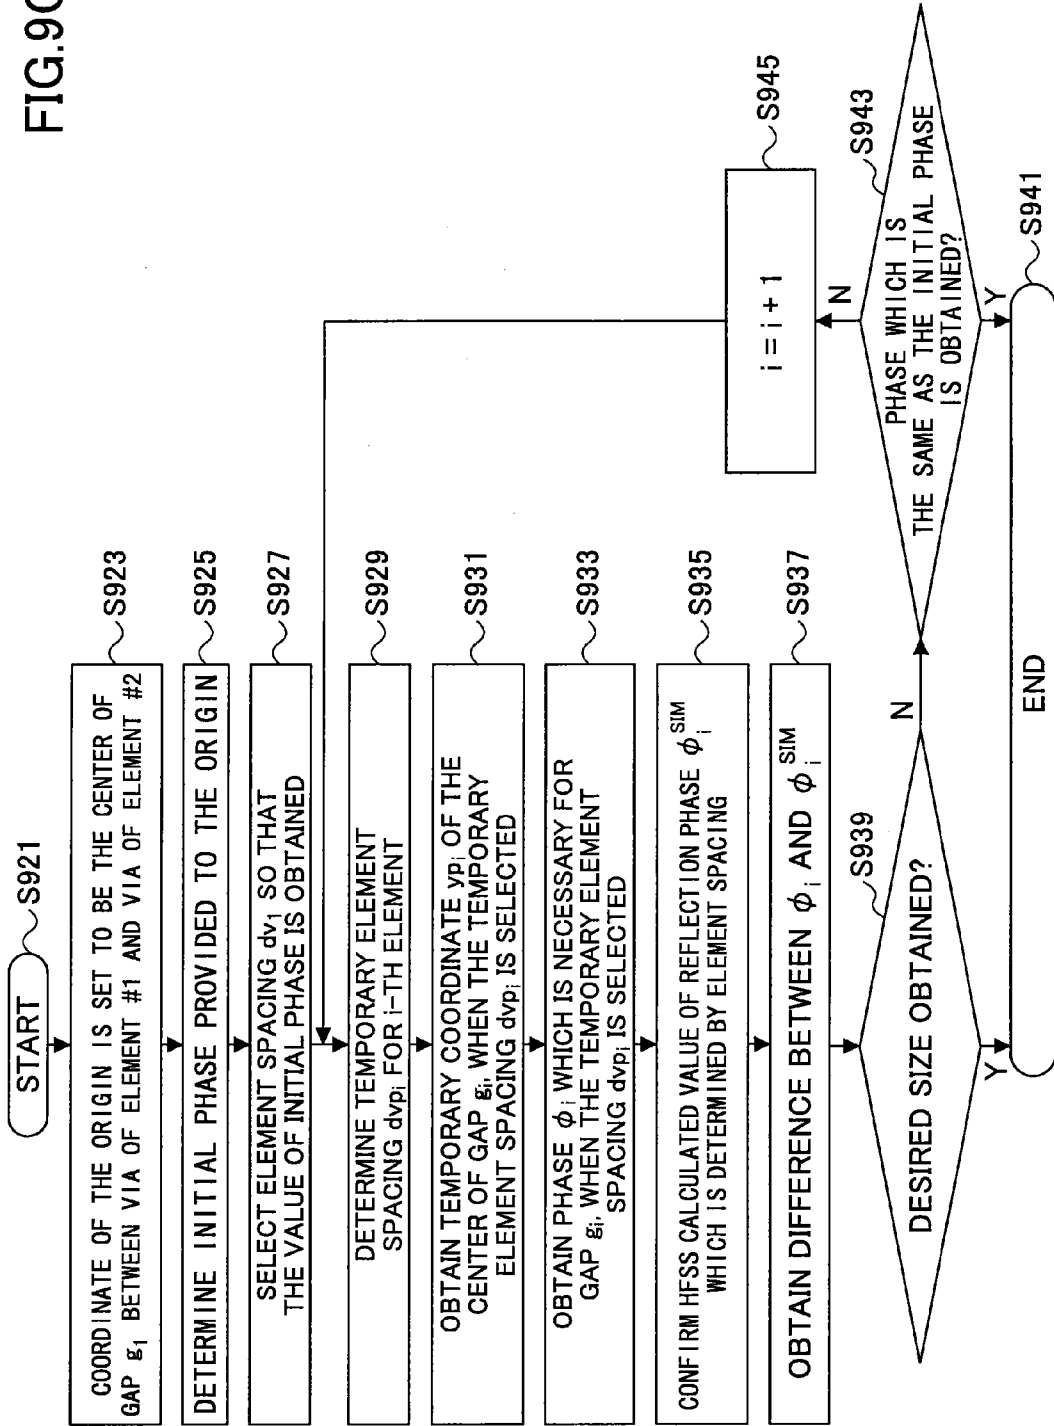 FIG.9C
START
S921
COORDINATE OF THE ORIGIN IS SET TO BE THE CENTER OF
GAP g1 BETWEEN VIA OF ELEMENT #1 AND VIA OF ELEMENT #2
S923
DETERMINE INITIAL PHASE PROVIDED TO THE ORIGIN
S925
SELECT ELEMENT SPACING dv1 SO THAT
THE VALUE OF INITIAL PHASE IS OBTAINED
S927
DETERMINE TEMPORARY ELEMENT
SPACING dvpi FOR i-TH ELEMENT
S929
OBTAIN TEMPORARY COORDINATE ypi OF THE
CENTER OF GAP gi, WHEN THE TEMPORARY
ELEMENT SPACING dvpi IS SELECTED
S931
OBTAIN PHASE ϕi WHICH IS NECESSARY FOR
GAP gi, WHEN THE TEMPORARY ELEMENT
SPACING dvpi IS SELECTED
S933
CONFIRM HFSS CALCULATED VALUE OF REFLECTION PHASE ϕi SIM
WHICH IS DETERMINED BY ELEMENT SPACING
S935
OBTAIN DIFFERENCE BETWEEN ϕi AND ϕi SIM
S937
DESIRED SIZE OBTAINED?
S939
N
Y
PHASE WHICH IS
THE SAME AS THE INITIAL PHASE
IS OBTAINED?
S943
N
Y
i = i + 1
S945
END
S941